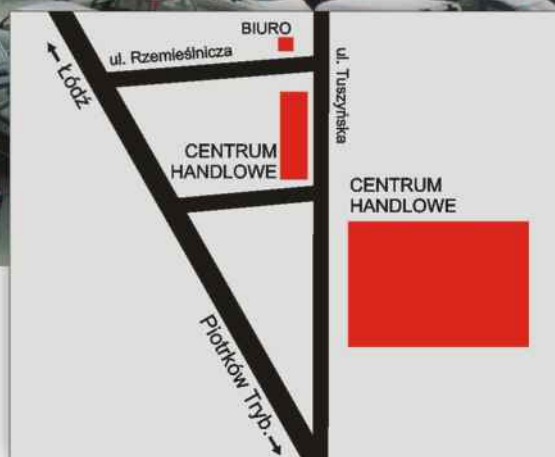 BIURO
ul. Rzemieślnicza
← Łódź
ul. Tuszyńska
CENTRUM
HANDLOWE
CENTRUM
HANDLOWE
Piotrków Tryb. →